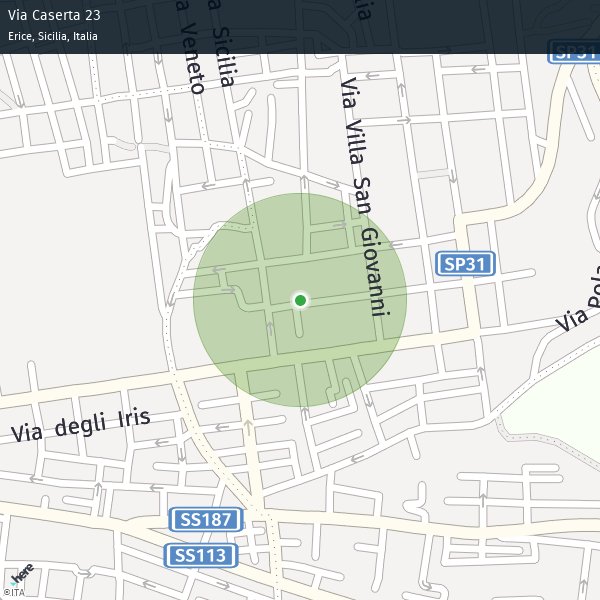 Via Caserta 23
Erice, Sicilia, Italia
Veneto
Sicilia
SP31
Via Villa San Giovanni
SP31
Via
Via degli Iris
SS187
SS113
here
©ITA